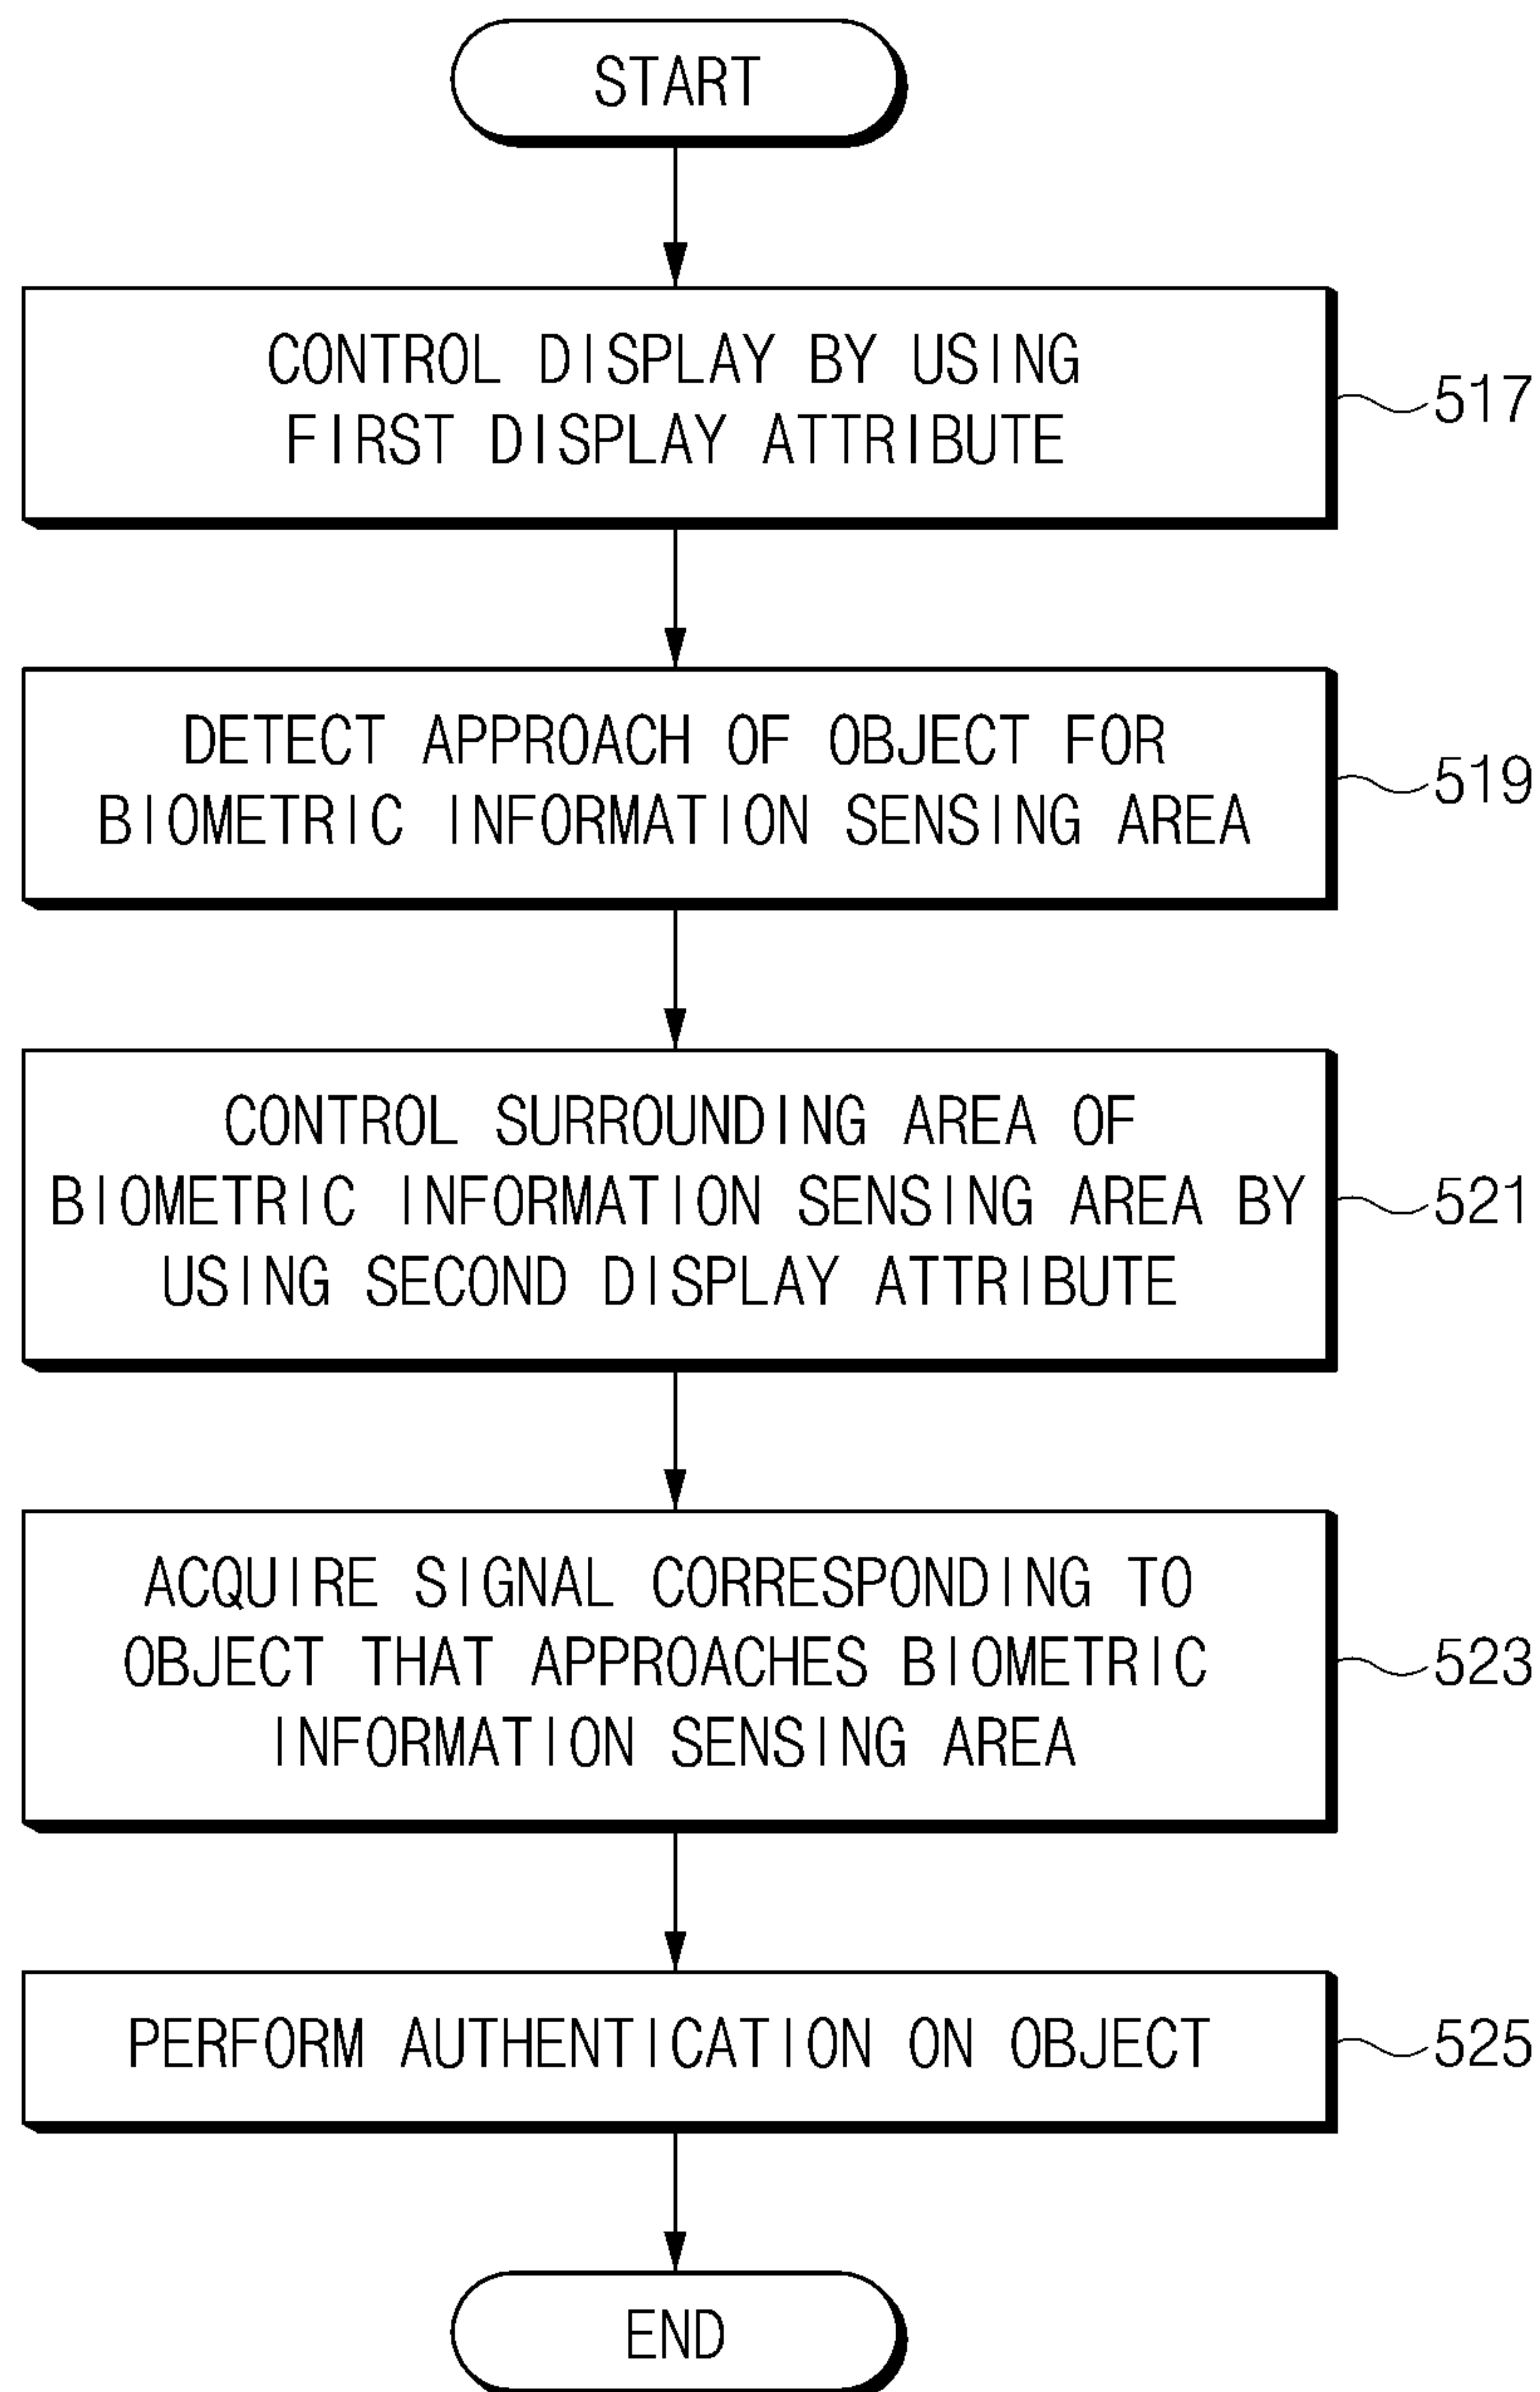 START
CONTROL DISPLAY BY USING
FIRST DISPLAY ATTRIBUTE
517
DETECT APPROACH OF OBJECT FOR
BIOMETRIC INFORMATION SENSING AREA
519
CONTROL SURROUNDING AREA OF
BIOMETRIC INFORMATION SENSING AREA BY
USING SECOND DISPLAY ATTRIBUTE
521
ACQUIRE SIGNAL CORRESPONDING TO
OBJECT THAT APPROACHES BIOMETRIC
INFORMATION SENSING AREA
523
PERFORM AUTHENTICATION ON OBJECT
525
END